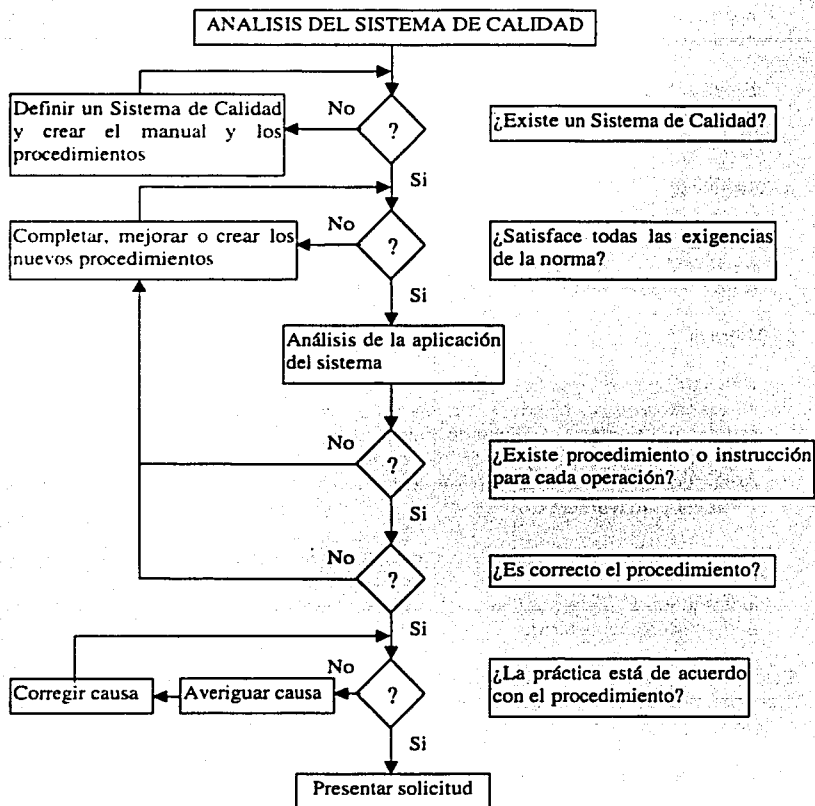 ANALISIS DEL SISTEMA DE CALIDAD
Definir un Sistema de Calidad
y crear el manual y los
procedimientos
No
?
¿Existe un Sistema de Calidad?
Si
Completar, mejorar o crear los
nuevos procedimientos
No
?
¿Satisface todas las exigencias
de la norma?
Si
Análisis de la aplicación
del sistema
No
?
¿Existe procedimiento o instrucción
para cada operación?
Si
No
?
¿Es correcto el procedimiento?
Si
Corregir causa
Averiguar causa
No
?
¿La práctica está de acuerdo
con el procedimiento?
Si
Presentar solicitud